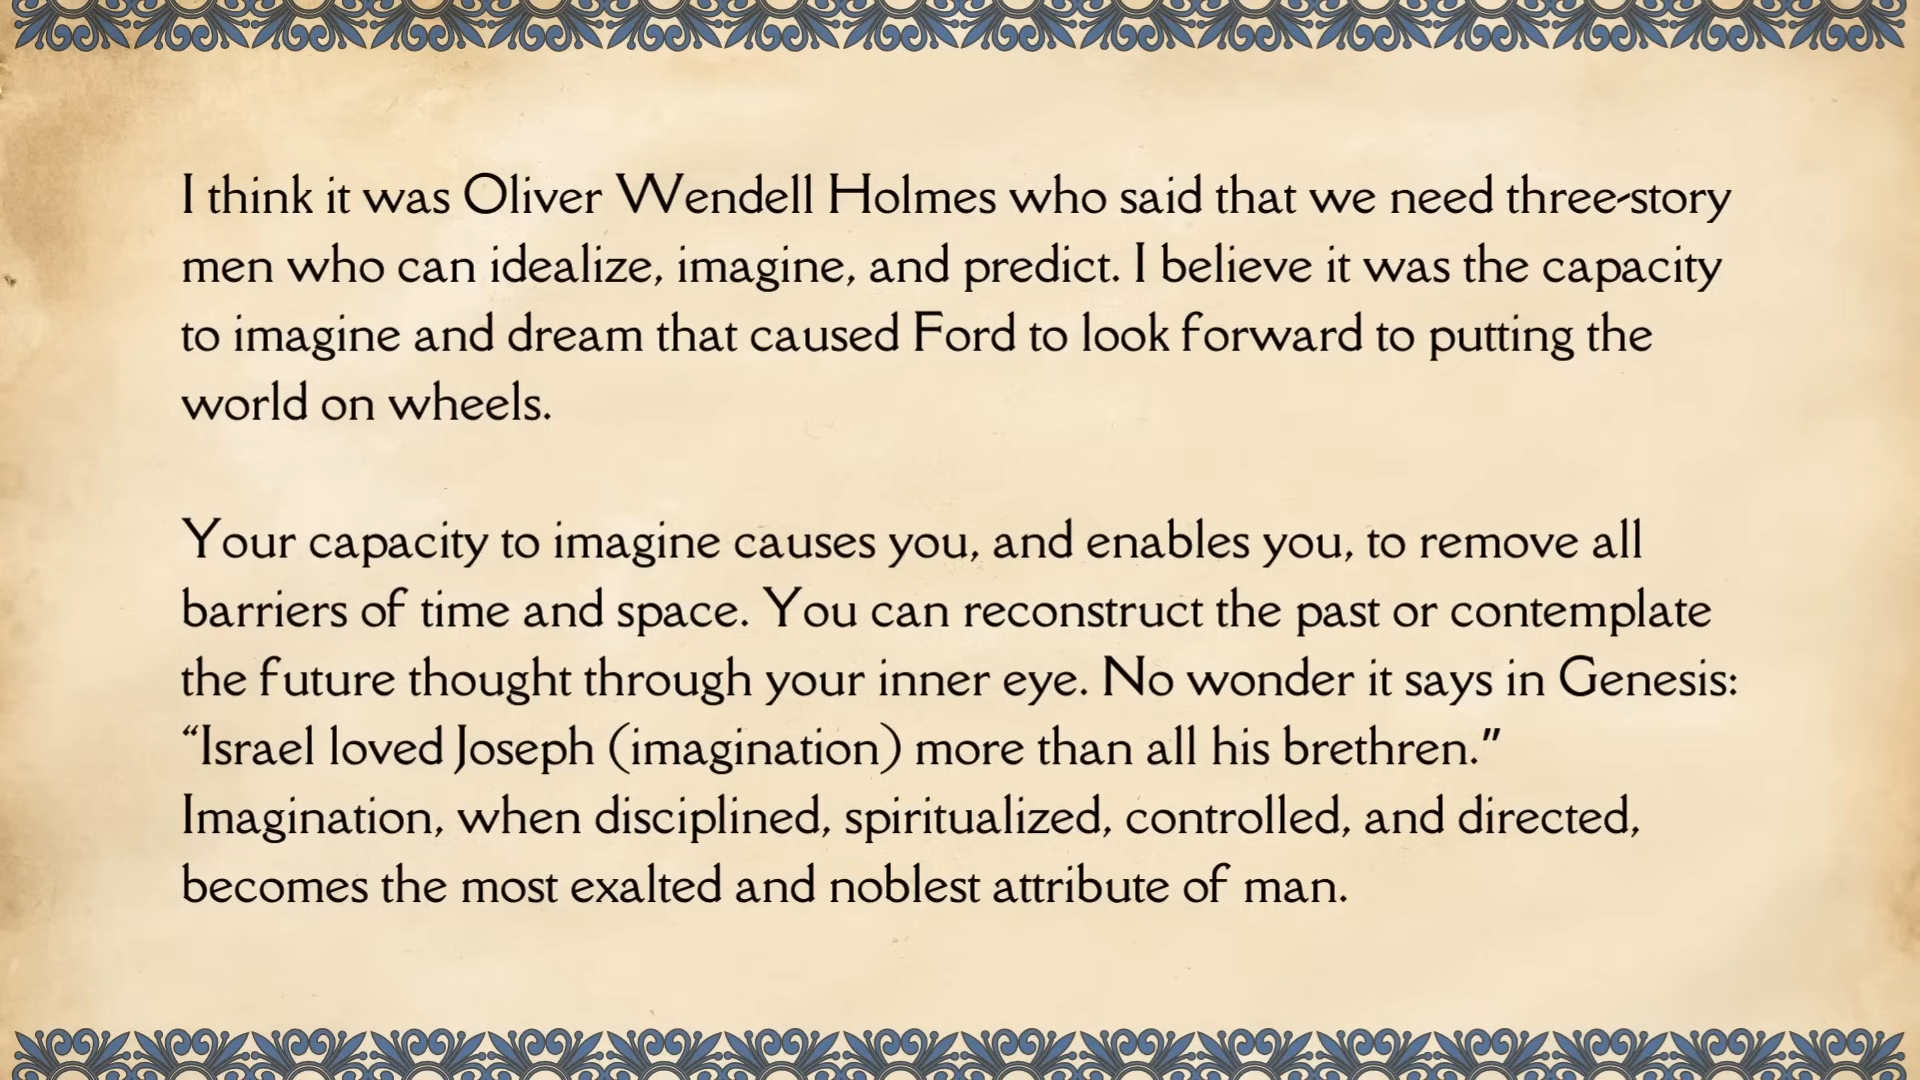 I think it was Oliver Wendell Holmes who said that we need three-story
men who can idealize, imagine, and predict. I believe it was the capacity
to imagine and dream that caused Ford to look forward to putting the
world on wheels.
Your capacity to imagine causes you, and enables you, to remove all
barriers of time and space. You can reconstruct the past or contemplate
the future thought through your inner eye. No wonder it says in Genesis:
“Israel loved Joseph (imagination) more than all his brethren.”
Imagination, when disciplined, spiritualized, controlled, and directed,
becomes the most exalted and noblest attribute of man.